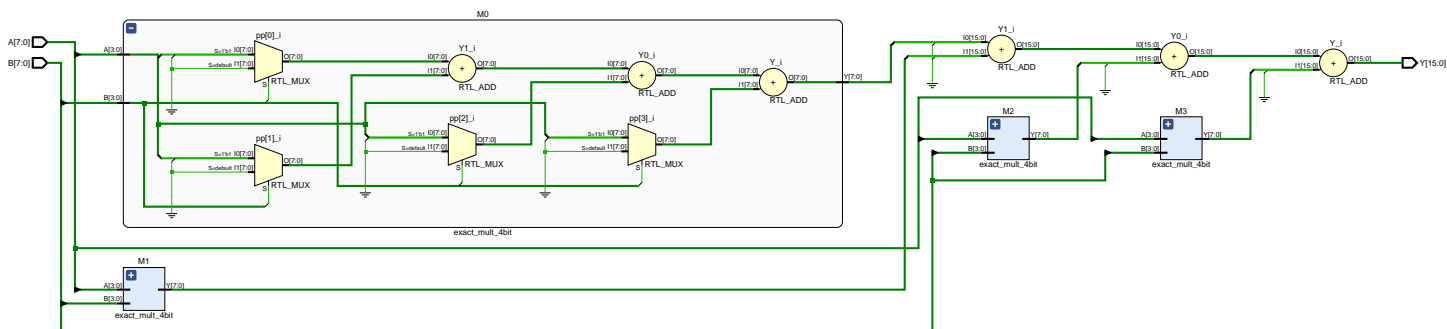 M0
A[7:0]
B[7:0]
A[3:0]
B[3:0]
pp[0]_i
S=1'b1 I0[7:0]
S=default I1[7:0]
O[7:0]
S
RTL_MUX
pp[1]_i
S=1'b1 I0[7:0]
S=default I1[7:0]
O[7:0]
S
RTL_MUX
Y1_i
I0[7:0]
I1[7:0]
+
O[7:0]
RTL_ADD
pp[2]_i
S=1'b1 I0[7:0]
S=default I1[7:0]
O[7:0]
S
RTL_MUX
Y0_i
I0[7:0]
I1[7:0]
+
O[7:0]
RTL_ADD
pp[3]_i
S=1'b1 I0[7:0]
S=default I1[7:0]
O[7:0]
S
RTL_MUX
Y_i
I0[7:0]
I1[7:0]
+
O[7:0]
RTL_ADD
Y[7:0]
exact_mult_4bit
M1
A[3:0]
B[3:0]
Y[7:0]
exact_mult_4bit
Y1_i
I0[15:0]
I1[15:0]
+
O[15:0]
RTL_ADD
M2
A[3:0]
B[3:0]
Y[7:0]
exact_mult_4bit
Y0_i
I0[15:0]
I1[15:0]
+
O[15:0]
RTL_ADD
M3
A[3:0]
B[3:0]
Y[7:0]
exact_mult_4bit
Y_i
I0[15:0]
I1[15:0]
+
O[15:0]
RTL_ADD
Y[15:0]